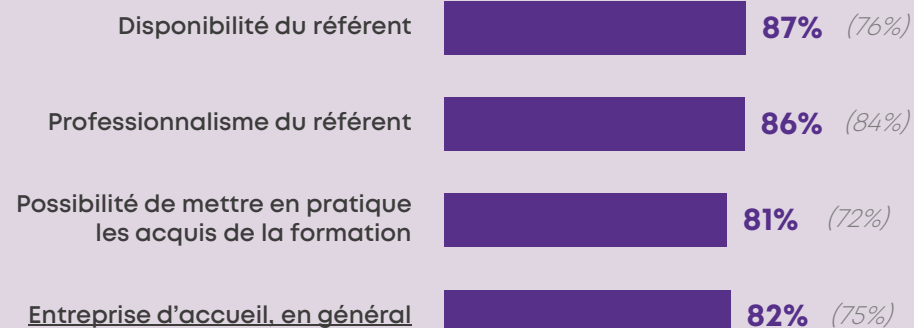 Disponibilité du référent 87% (76%)
Professionnalisme du référent 86% (84%)
Possibilité de mettre en pratique
les acquis de la formation 81% (72%)
Entreprise d'accueil, en général 82% (75%)